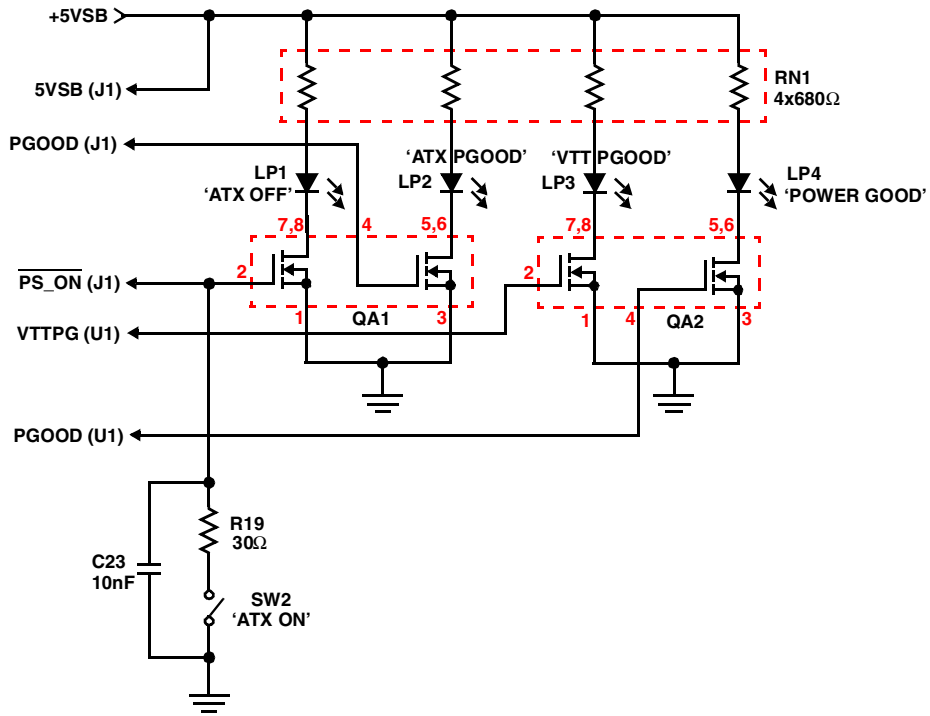 +5VSB
5VSB (J1)
PGOOD (J1)
RN1
4x680Ω
LP1
'ATX OFF'
'ATX PGOOD'
LP2
'VTT PGOOD'
LP3
LP4
'POWER GOOD'
7,8
4
5,6
7,8
5,6
PS_ON (J1)
2
2
1
QA1
3
1
4
QA2
3
VTTPG (U1)
PGOOD (U1)
R19
30Ω
C23
10nF
SW2
'ATX ON'